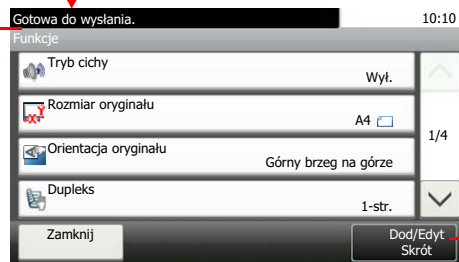 Gotowa do wysłania.
10:10
Funkcje
Tryb cichy
Wył.
Rozmiar oryginału
A4
Orientacja oryginału
Górny brzeg na górze
Dupleks
1-str.
1/4
Zamknij
Dod/Edyt
Skrót